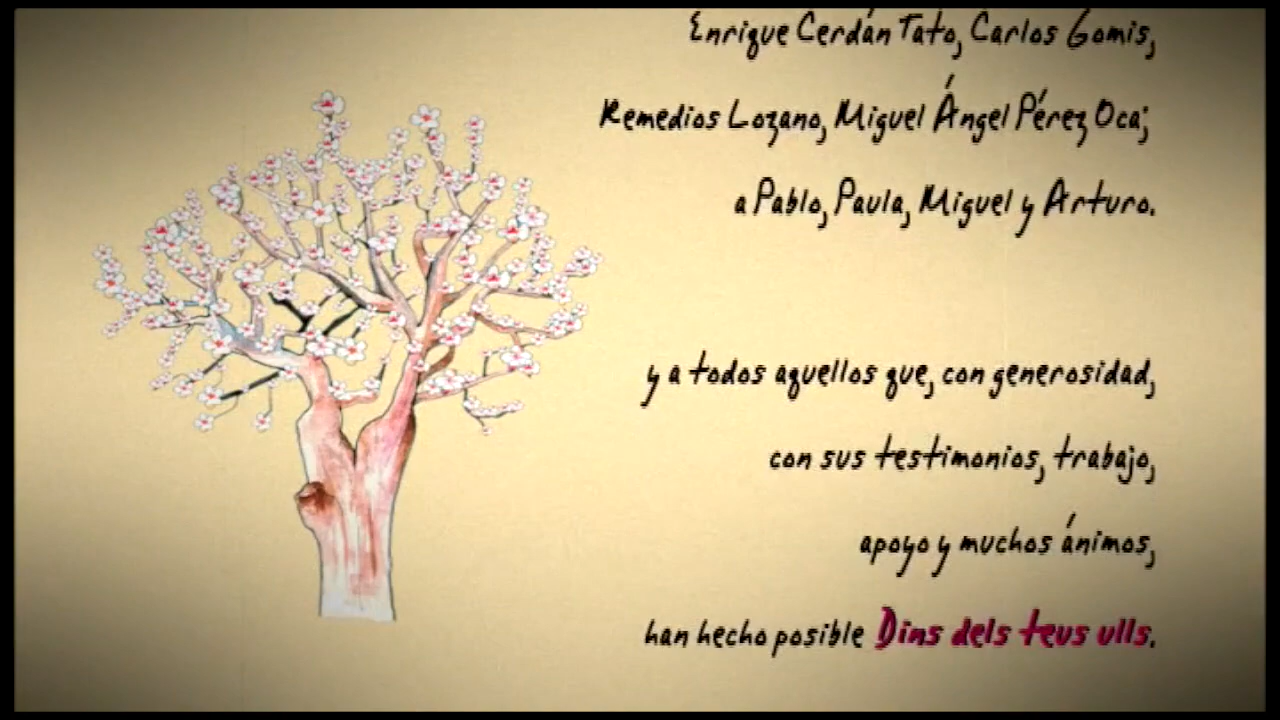 Enrique Cerdán Tato, Carlos Gomis,
Remedios Lozano, Miguel Ángel Pérez Oca;
a Pablo, Paula, Miguel y Arturo.
y a todos aquellos que, con generosidad,
con sus testimonios, trabajo,
apoyo y muchos ánimos,
han hecho posible Dins dels teus ulls.